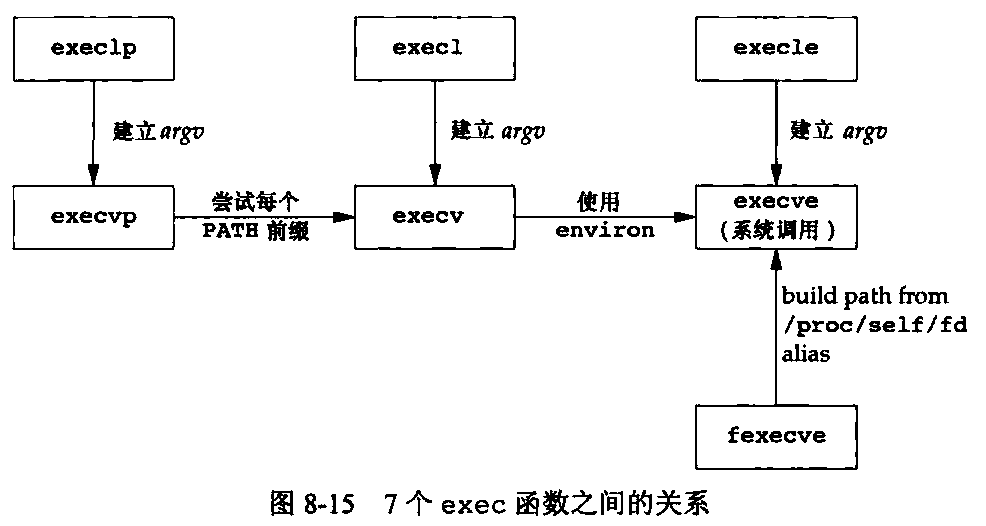 execlp
execl
execle
建立 argv
建立 argv
建立 argv
execvp
尝试每个
PATH 前缀
execv
使用
environ
execve
(系统调用)
build path from
/proc/self/fd
alias
fexecve
图 8-15 7 个 exec 函数之间的关系